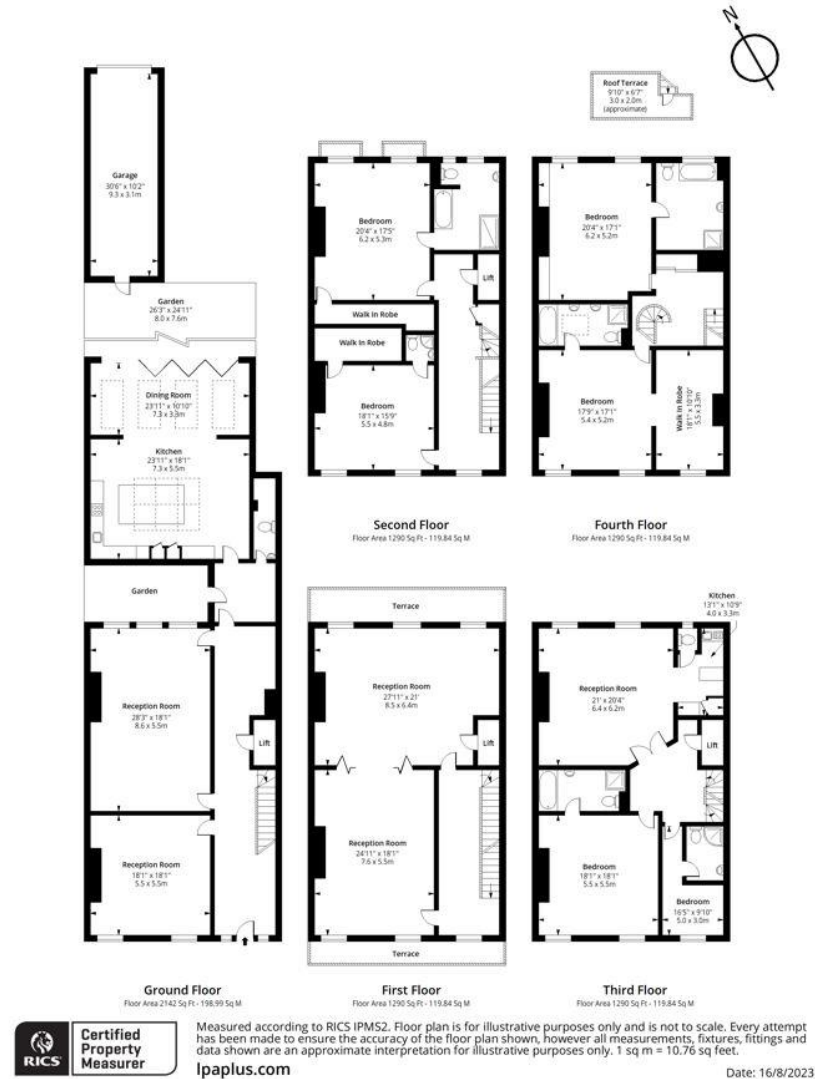 N
Roof Terrace
9'10" x 6'7"
3.0 x 2.0m
(approximate)
Garage
30'6" x 10'2"
9.3 x 3.1m
Garden
26'3" x 24'11"
8.0 x 7.6m
Dining Room
23'11" x 10'10"
7.3 x 3.3m
Kitchen
23'11" x 18'1"
7.3 x 5.5m
Garden
Reception Room
28'3" x 18'1"
8.6 x 5.5m
Lift
Reception Room
18'1" x 18'1"
5.5 x 5.5m
Ground Floor
Floor Area 2142 Sq Ft - 198.99 Sq M
Bedroom
20'4" x 17'5"
6.2 x 5.3m
Lift
Walk In Robe
Walk In Robe
Bedroom
18'1" x 15'9"
5.5 x 4.8m
Second Floor
Floor Area 1290 Sq Ft - 119.84 Sq M
Bedroom
20'4" x 17'1"
6.2 x 5.2m
Bedroom
17'9" x 17'1"
5.4 x 5.2m
Walk In Robe
18'1" x 10'10"
5.5 x 3.3m
Fourth Floor
Floor Area 1290 Sq Ft - 119.84 Sq M
Terrace
Reception Room
27'11" x 21'
8.5 x 6.4m
Lift
Reception Room
24'11" x 18'1"
7.6 x 5.5m
Terrace
First Floor
Floor Area 1290 Sq Ft - 119.84 Sq M
Kitchen
13'1" x 10'9"
4.0 x 3.3m
Reception Room
21' x 20'4"
6.4 x 6.2m
Lift
Bedroom
18'1" x 18'1"
5.5 x 5.5m
Bedroom
16'5" x 9'10"
5.0 x 3.0m
Third Floor
Floor Area 1290 Sq Ft - 119.84 Sq M
RICS
Certified
Property
Measurer
Measured according to RICS IPMS2. Floor plan is for illustrative purposes only and is not to scale. Every attempt
has been made to ensure the accuracy of the floor plan shown, however all measurements, fixtures, fittings and
data shown are an approximate interpretation for illustrative purposes only. 1 sq m = 10.76 sq feet.
lpaplus.com
Date: 16/8/2023